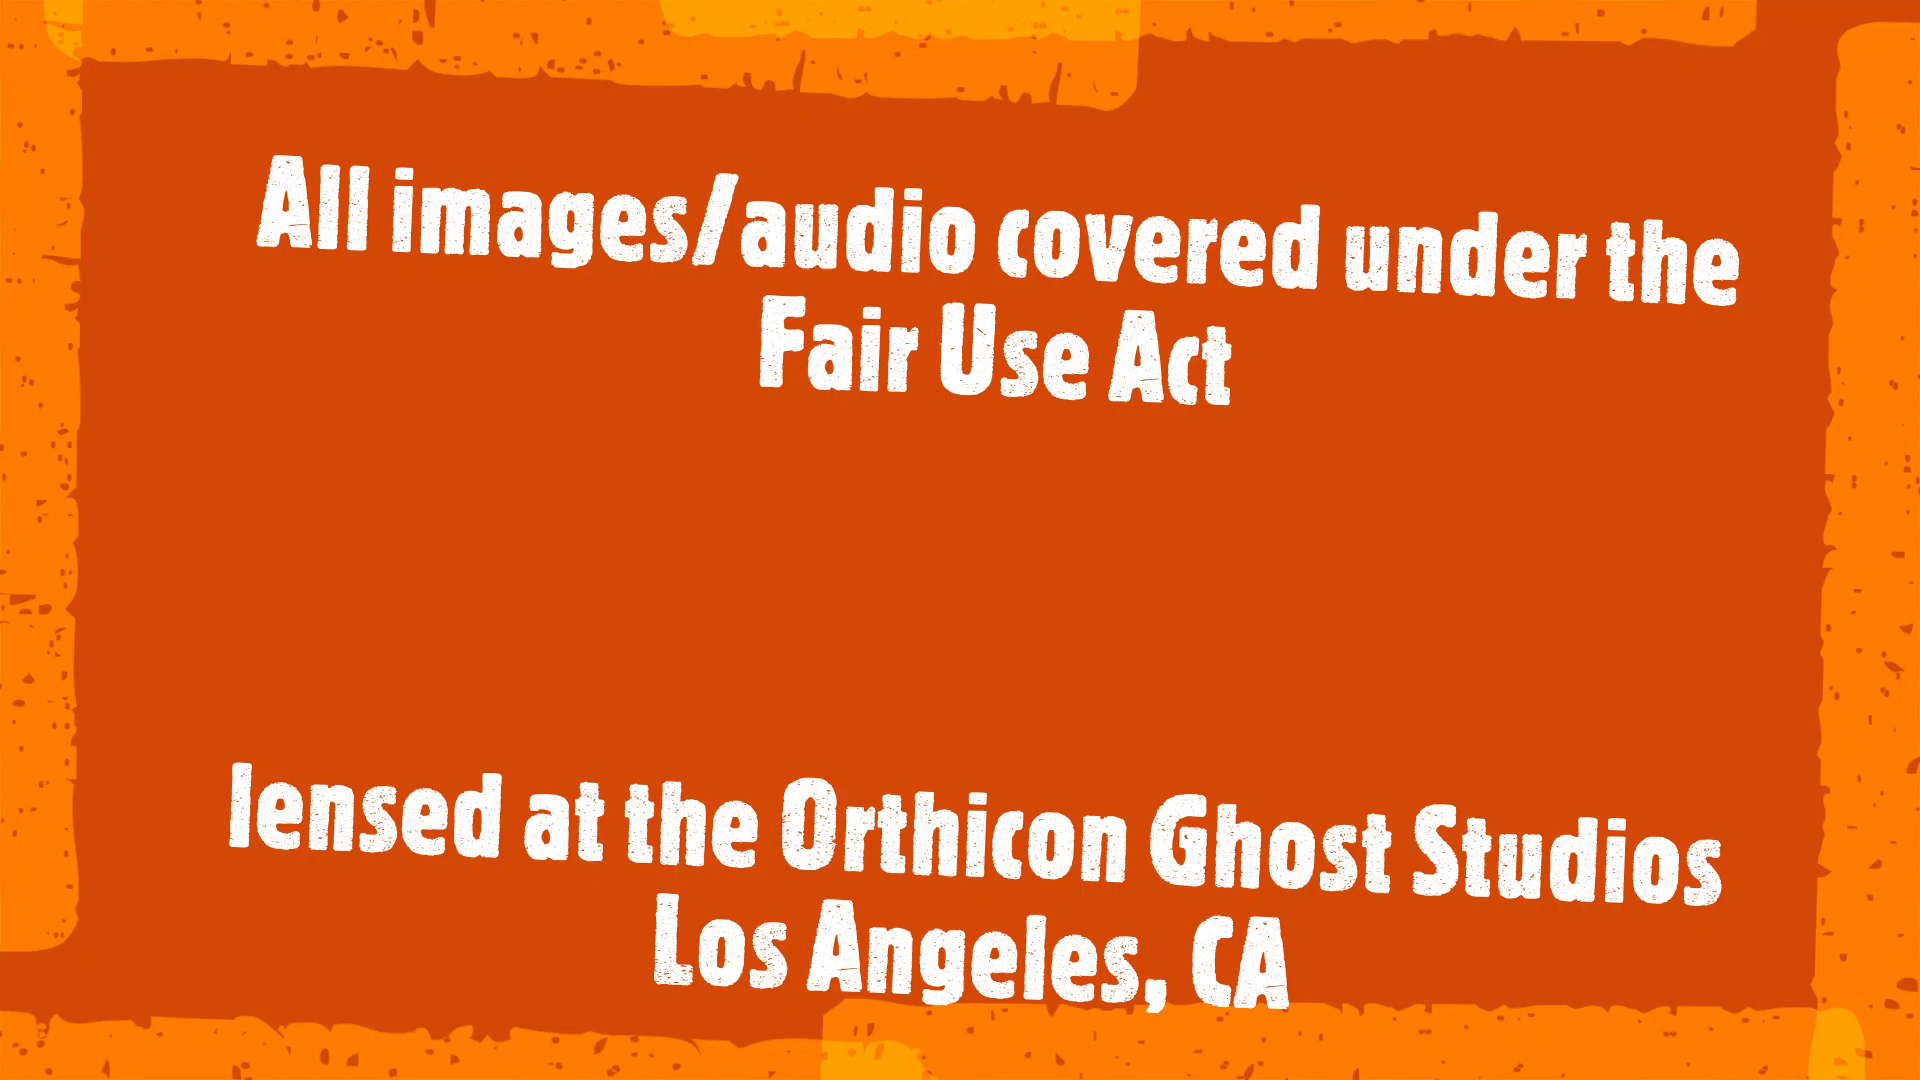 All images/audio covered under the
Fair Use Act
lensed at the Orthicon Ghost Studios
Los Angeles, CA